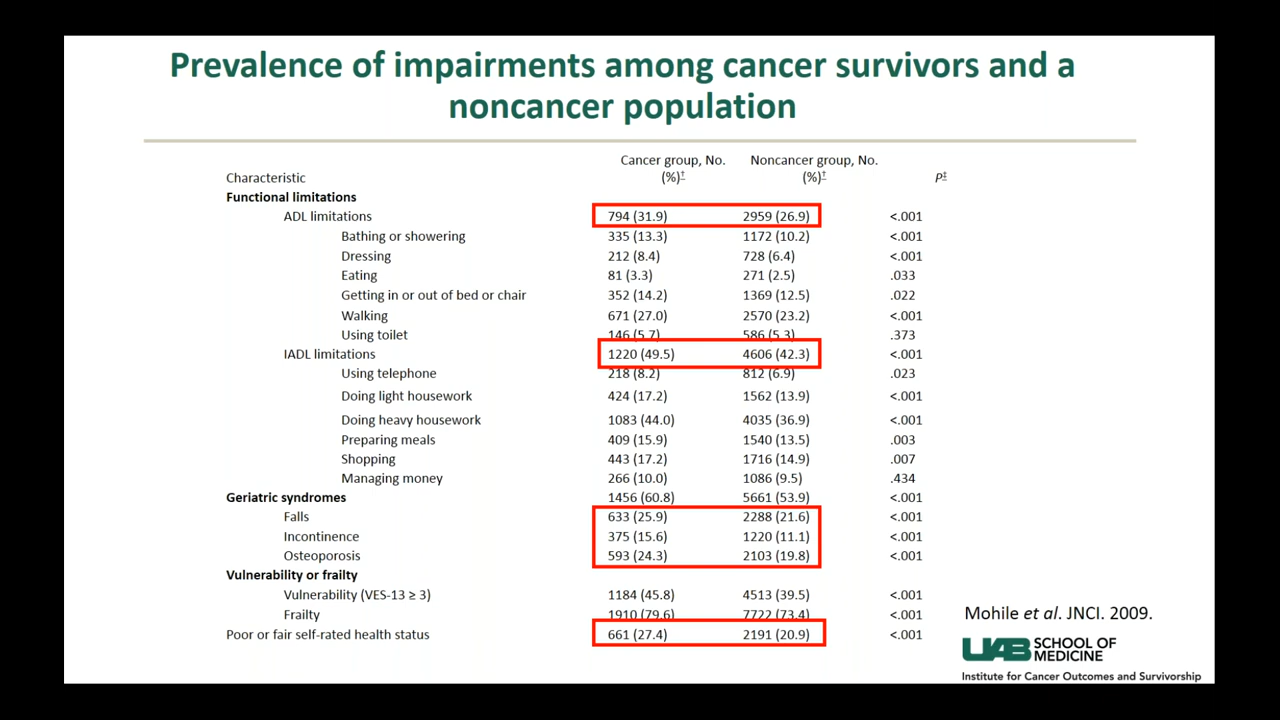 Prevalence of impairments among cancer survivors and a
noncancer population
Cancer group, No. Noncancer group, No.
Characteristic (%)† (%)† P‡
Functional limitations
ADL limitations 794 (31.9) 2959 (26.9) <.001
Bathing or showering 335 (13.3) 1172 (10.2) <.001
Dressing 212 (8.4) 728 (6.4) <.001
Eating 81 (3.3) 271 (2.5) .033
Getting in or out of bed or chair 352 (14.2) 1369 (12.5) .022
Walking 671 (27.0) 2570 (23.2) <.001
Using toilet 146 (5.7) 586 (5.3) .373
IADL limitations 1220 (49.5) 4606 (42.3) <.001
Using telephone 218 (8.2) 812 (6.9) .023
Doing light housework 424 (17.2) 1562 (13.9) <.001
Doing heavy housework 1083 (44.0) 4035 (36.9) <.001
Preparing meals 409 (15.9) 1540 (13.5) .003
Shopping 443 (17.2) 1716 (14.9) .007
Managing money 266 (10.0) 1086 (9.5) .434
Geriatric syndromes 1456 (60.8) 5661 (53.9) <.001
Falls 633 (25.9) 2288 (21.6) <.001
Incontinence 375 (15.6) 1220 (11.1) <.001
Osteoporosis 593 (24.3) 2103 (19.8) <.001
Vulnerability or frailty
Vulnerability (VES-13 ≥ 3) 1184 (45.8) 4513 (39.5) <.001
Frailty 1910 (79.6) 7722 (73.4) <.001
Poor or fair self-rated health status 661 (27.4) 2191 (20.9) <.001
Mohile et al. JNCI. 2009.
UAB SCHOOL OF
MEDICINE
Institute for Cancer Outcomes and Survivorship